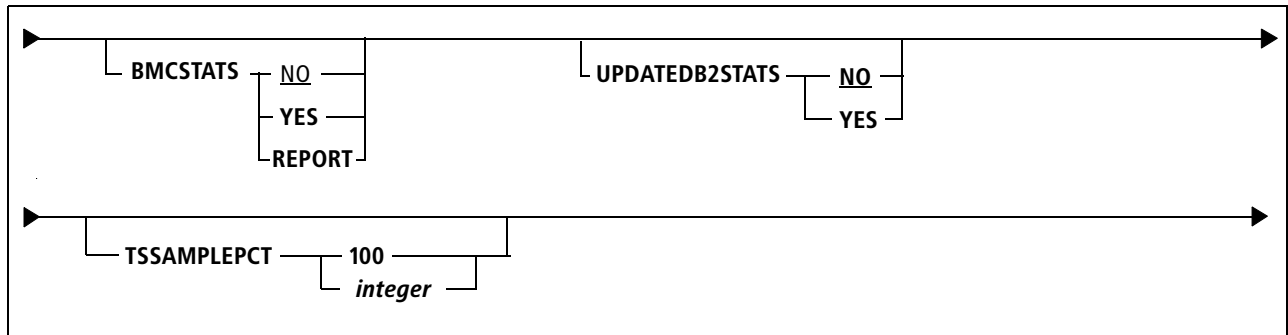 BMCSTATS NO
YES
REPORT
UPDATEDB2STATS NO
YES
TSSAMPLEPCT 100
integer